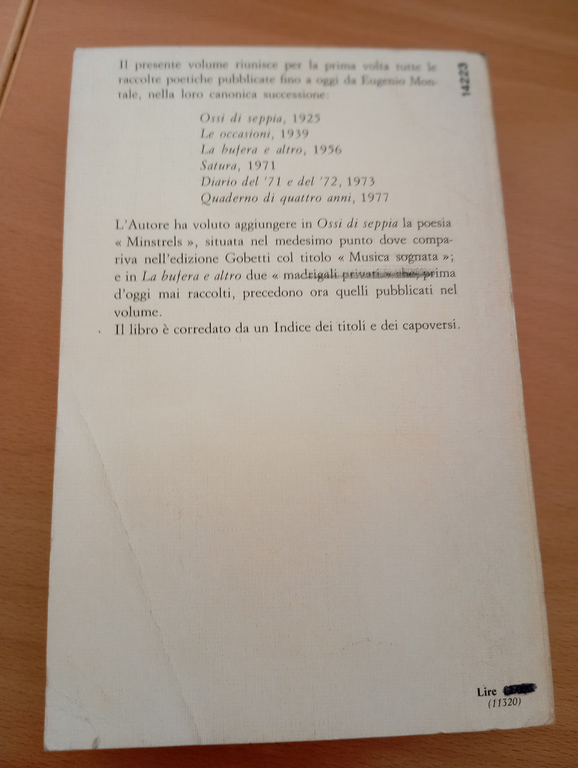 Il presente volume riunisce per la prima volta tutte le
raccolte poetiche pubblicate fino a oggi da Eugenio Mon-
tale, nella loro canonica successione:
14223
Ossi di seppia, 1925
Le occasioni, 1939
La bufera e altro, 1956
Satura, 1971
Diario del '71 e del '72, 1973
Quaderno di quattro anni, 1977
L'Autore ha voluto aggiungere in Ossi di seppia la poesia
« Minstrels », situata nel medesimo punto dove compa-
riva nell'edizione Gobetti col titolo « Musica sognata »;
e in La bufera e altro due « madrigali privati » che, prima
d'oggi mai raccolti, precedono ora quelli pubblicati nel
volume.
Il libro è corredato da un Indice dei titoli e dei capoversi.
Lire
(11320)